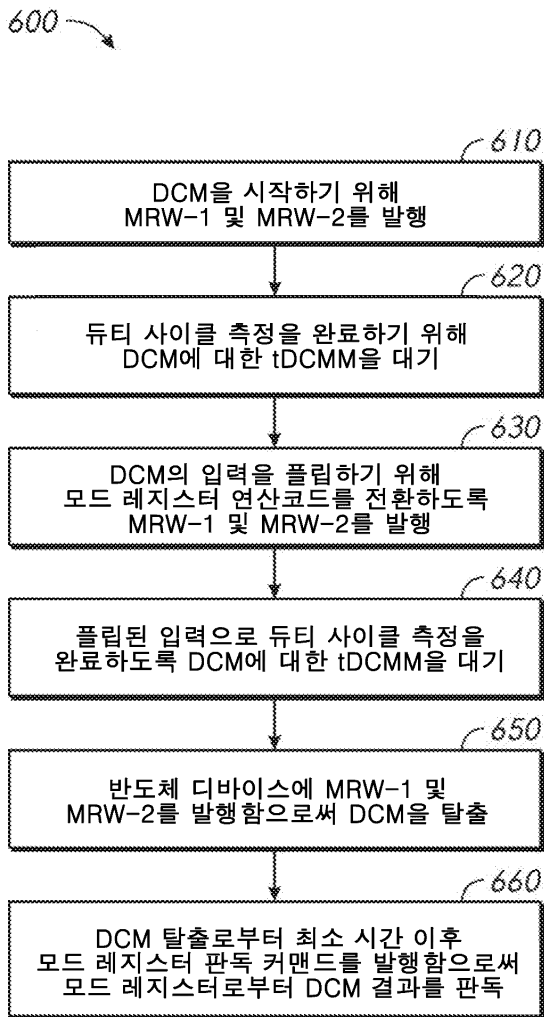 600
610
DCM을 시작하기 위해
MRW-1 및 MRW-2를 발행
620
듀티 사이클 측정을 완료하기 위해
DCM에 대한 tDCMM을 대기
630
DCM의 입력을 플립하기 위해
모드 레지스터 연산코드를 전환하도록
MRW-1 및 MRW-2를 발행
640
플립된 입력으로 듀티 사이클 측정을
완료하도록 DCM에 대한 tDCMM을 대기
650
반도체 디바이스에 MRW-1 및
MRW-2를 발행함으로써 DCM을 탈출
660
DCM 탈출로부터 최소 시간 이후
모드 레지스터 판독 커맨드를 발행함으로써
모드 레지스터로부터 DCM 결과를 판독